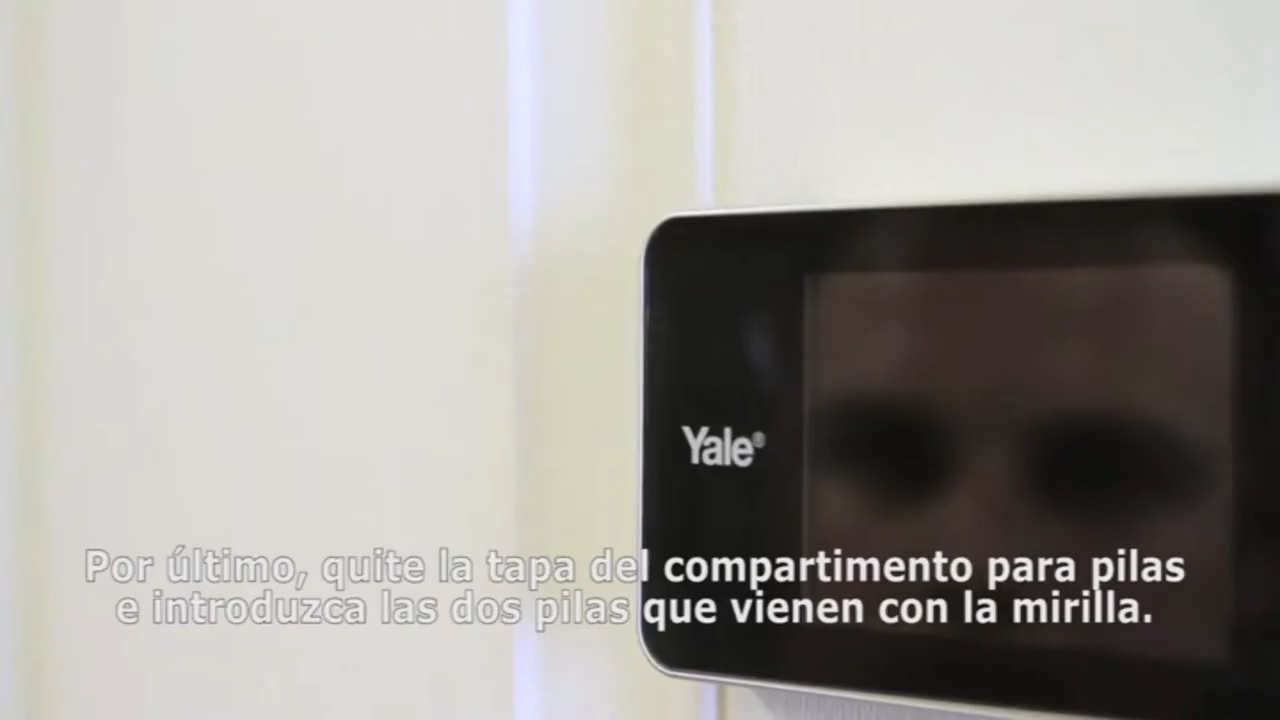 Yale®
Por último, quite la tapa del compartimento para pilas
e introduzca las dos pilas que vienen con la mirilla.